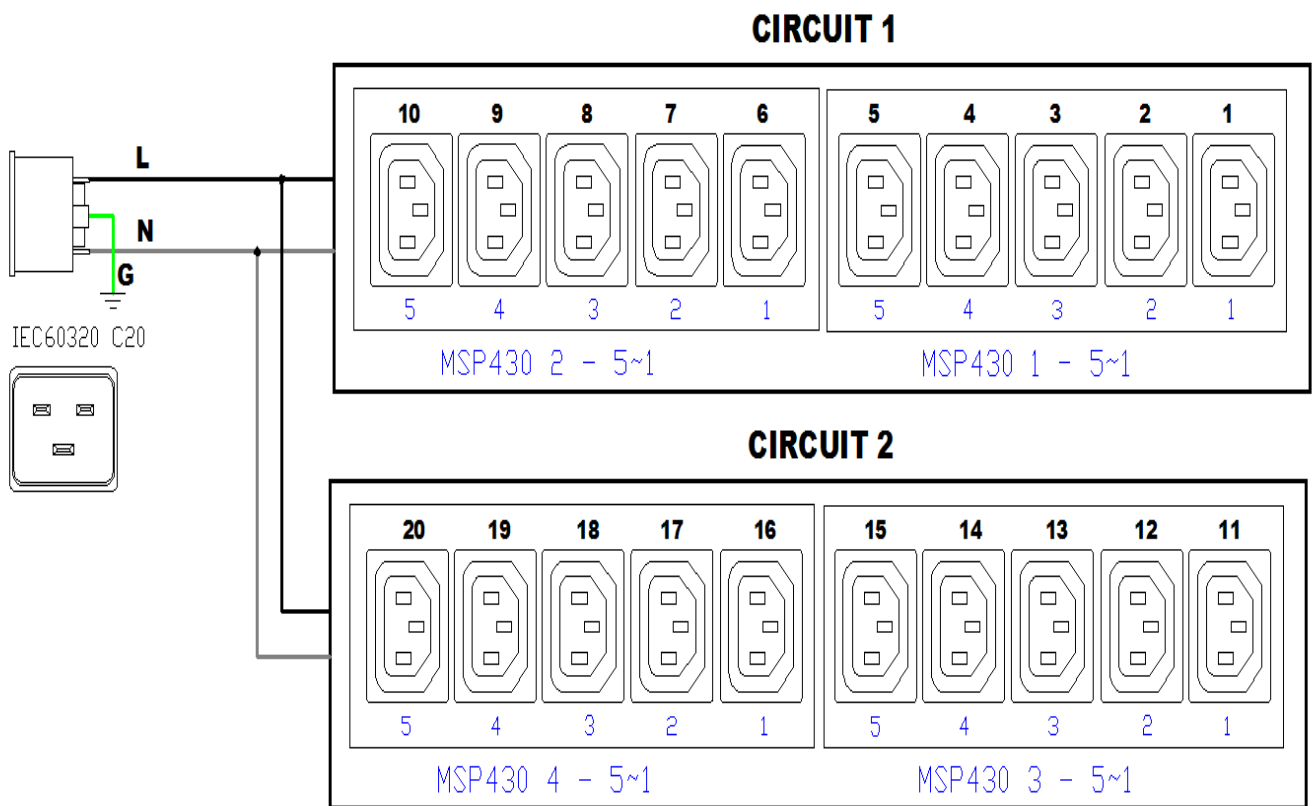 CIRCUIT 1
10 9 8 7 6 5 4 3 2 1
L
N
G
5 4 3 2 1 5 4 3 2 1
IEC60320 C20
MSP430 2 - 5~1 MSP430 1 - 5~1
CIRCUIT 2
20 19 18 17 16 15 14 13 12 11
5 4 3 2 1 5 4 3 2 1
MSP430 4 - 5~1 MSP430 3 - 5~1